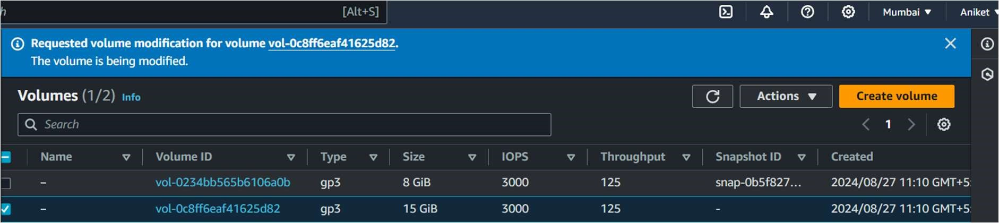 h [Alt+S] Mumbai Aniket
Requested volume modification for volume vol-0c8ff6eaf41625d82.
The volume is being modified.
Volumes (1/2) Info Actions Create volume
Search 1
Name Volume ID Type Size IOPS Throughput Snapshot ID Created
– vol-0234bb565b6106a0b gp3 8 GiB 3000 125 snap-0b5f827... 2024/08/27 11:10 GMT+5:
– vol-0c8ff6eaf41625d82 gp3 15 GiB 3000 125 - 2024/08/27 11:10 GMT+5: